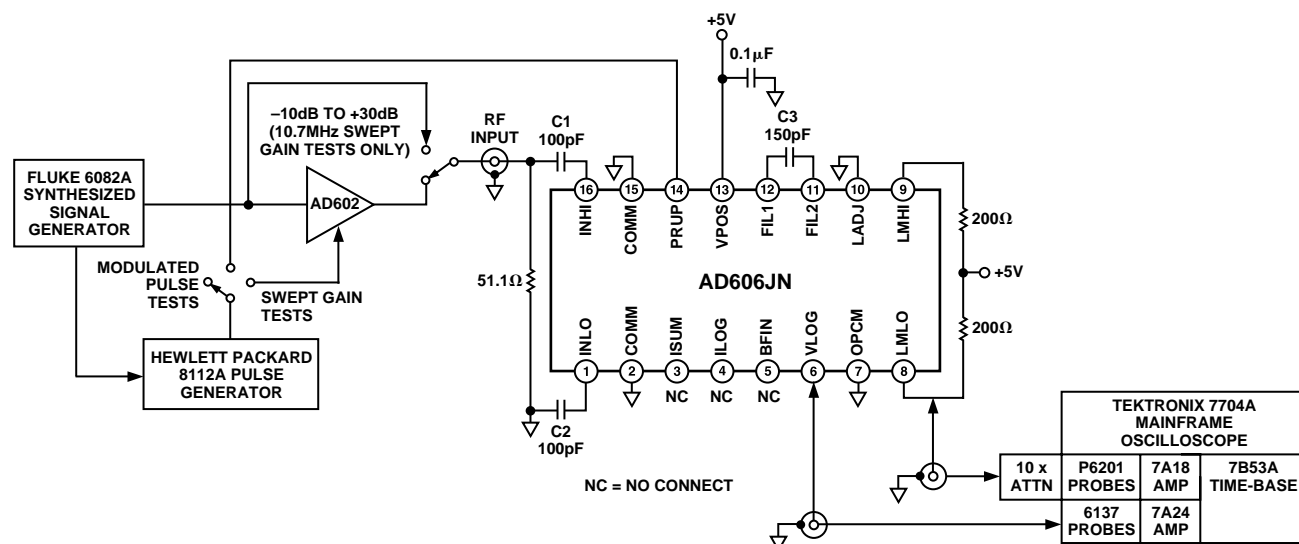 +5V
0.1µF
–10dB TO +30dB
(10.7MHz SWEPT
GAIN TESTS ONLY)
RF
INPUT
C1
100pF
C3
150pF
FLUKE 6082A
SYNTHESIZED
SIGNAL
GENERATOR
AD602
16
15
14
13
12
11
10
9
INHI
COMM
PRUP
VPOS
FIL1
FIL2
LADJ
LMHI
200Ω
+5V
200Ω
MODULATED
PULSE
TESTS
SWEPT GAIN
TESTS
51.1Ω
AD606JN
INLO
COMM
ISUM
ILOG
BFIN
VLOG
OPCM
LMLO
1
2
3
4
5
6
7
8
NC
NC
NC
HEWLETT PACKARD
8112A PULSE
GENERATOR
C2
100pF
NC = NO CONNECT
TEKTRONIX 7704A
MAINFRAME
OSCILLOSCOPE
10 x
ATTN
P6201
PROBES
7A18
AMP
7B53A
TIME-BASE
6137
PROBES
7A24
AMP